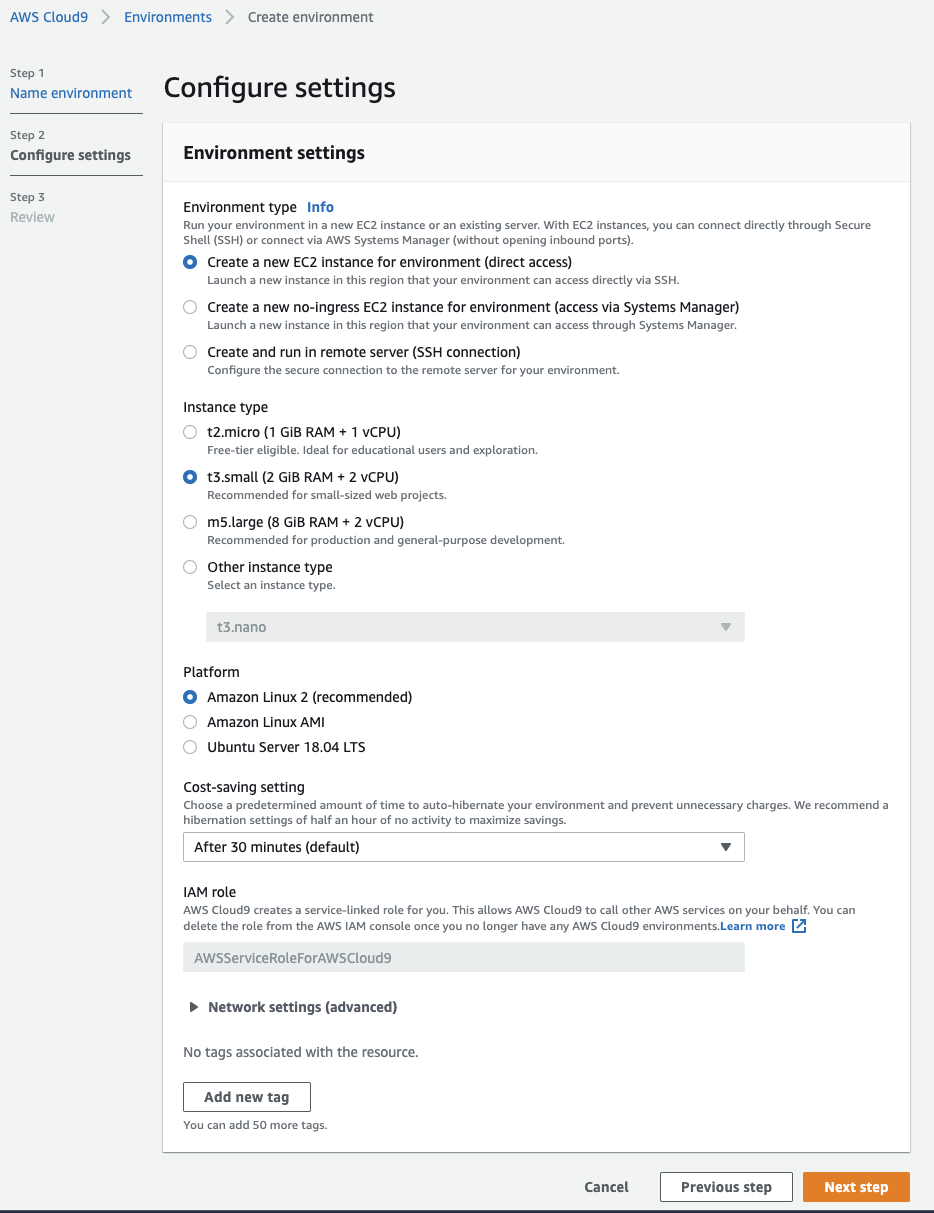 AWS Cloud9 > Environments > Create environment
Step 1
Name environment
Step 2
Configure settings
Step 3
Review
Configure settings
Environment settings
Environment type Info
Run your environment in a new EC2 instance or an existing server. With EC2 instances, you can connect directly through Secure
Shell (SSH) or connect via AWS Systems Manager (without opening inbound ports).
Create a new EC2 instance for environment (direct access)
Launch a new instance in this region that your environment can access directly via SSH.
Create a new no-ingress EC2 instance for environment (access via Systems Manager)
Launch a new instance in this region that your environment can access through Systems Manager.
Create and run in remote server (SSH connection)
Configure the secure connection to the remote server for your environment.
Instance type
t2.micro (1 GiB RAM + 1 vCPU)
Free-tier eligible. Ideal for educational users and exploration.
t3.small (2 GiB RAM + 2 vCPU)
Recommended for small-sized web projects.
m5.large (8 GiB RAM + 2 vCPU)
Recommended for production and general-purpose development.
Other instance type
Select an instance type.
t3.nano
Platform
Amazon Linux 2 (recommended)
Amazon Linux AMI
Ubuntu Server 18.04 LTS
Cost-saving setting
Choose a predetermined amount of time to auto-hibernate your environment and prevent unnecessary charges. We recommend a
hibernation settings of half an hour of no activity to maximize savings.
After 30 minutes (default)
IAM role
AWS Cloud9 creates a service-linked role for you. This allows AWS Cloud9 to call other AWS services on your behalf. You can
delete the role from the AWS IAM console once you no longer have any AWS Cloud9 environments.Learn more
AWSServiceRoleForAWSCloud9
Network settings (advanced)
No tags associated with the resource.
Add new tag
You can add 50 more tags.
Cancel
Previous step
Next step